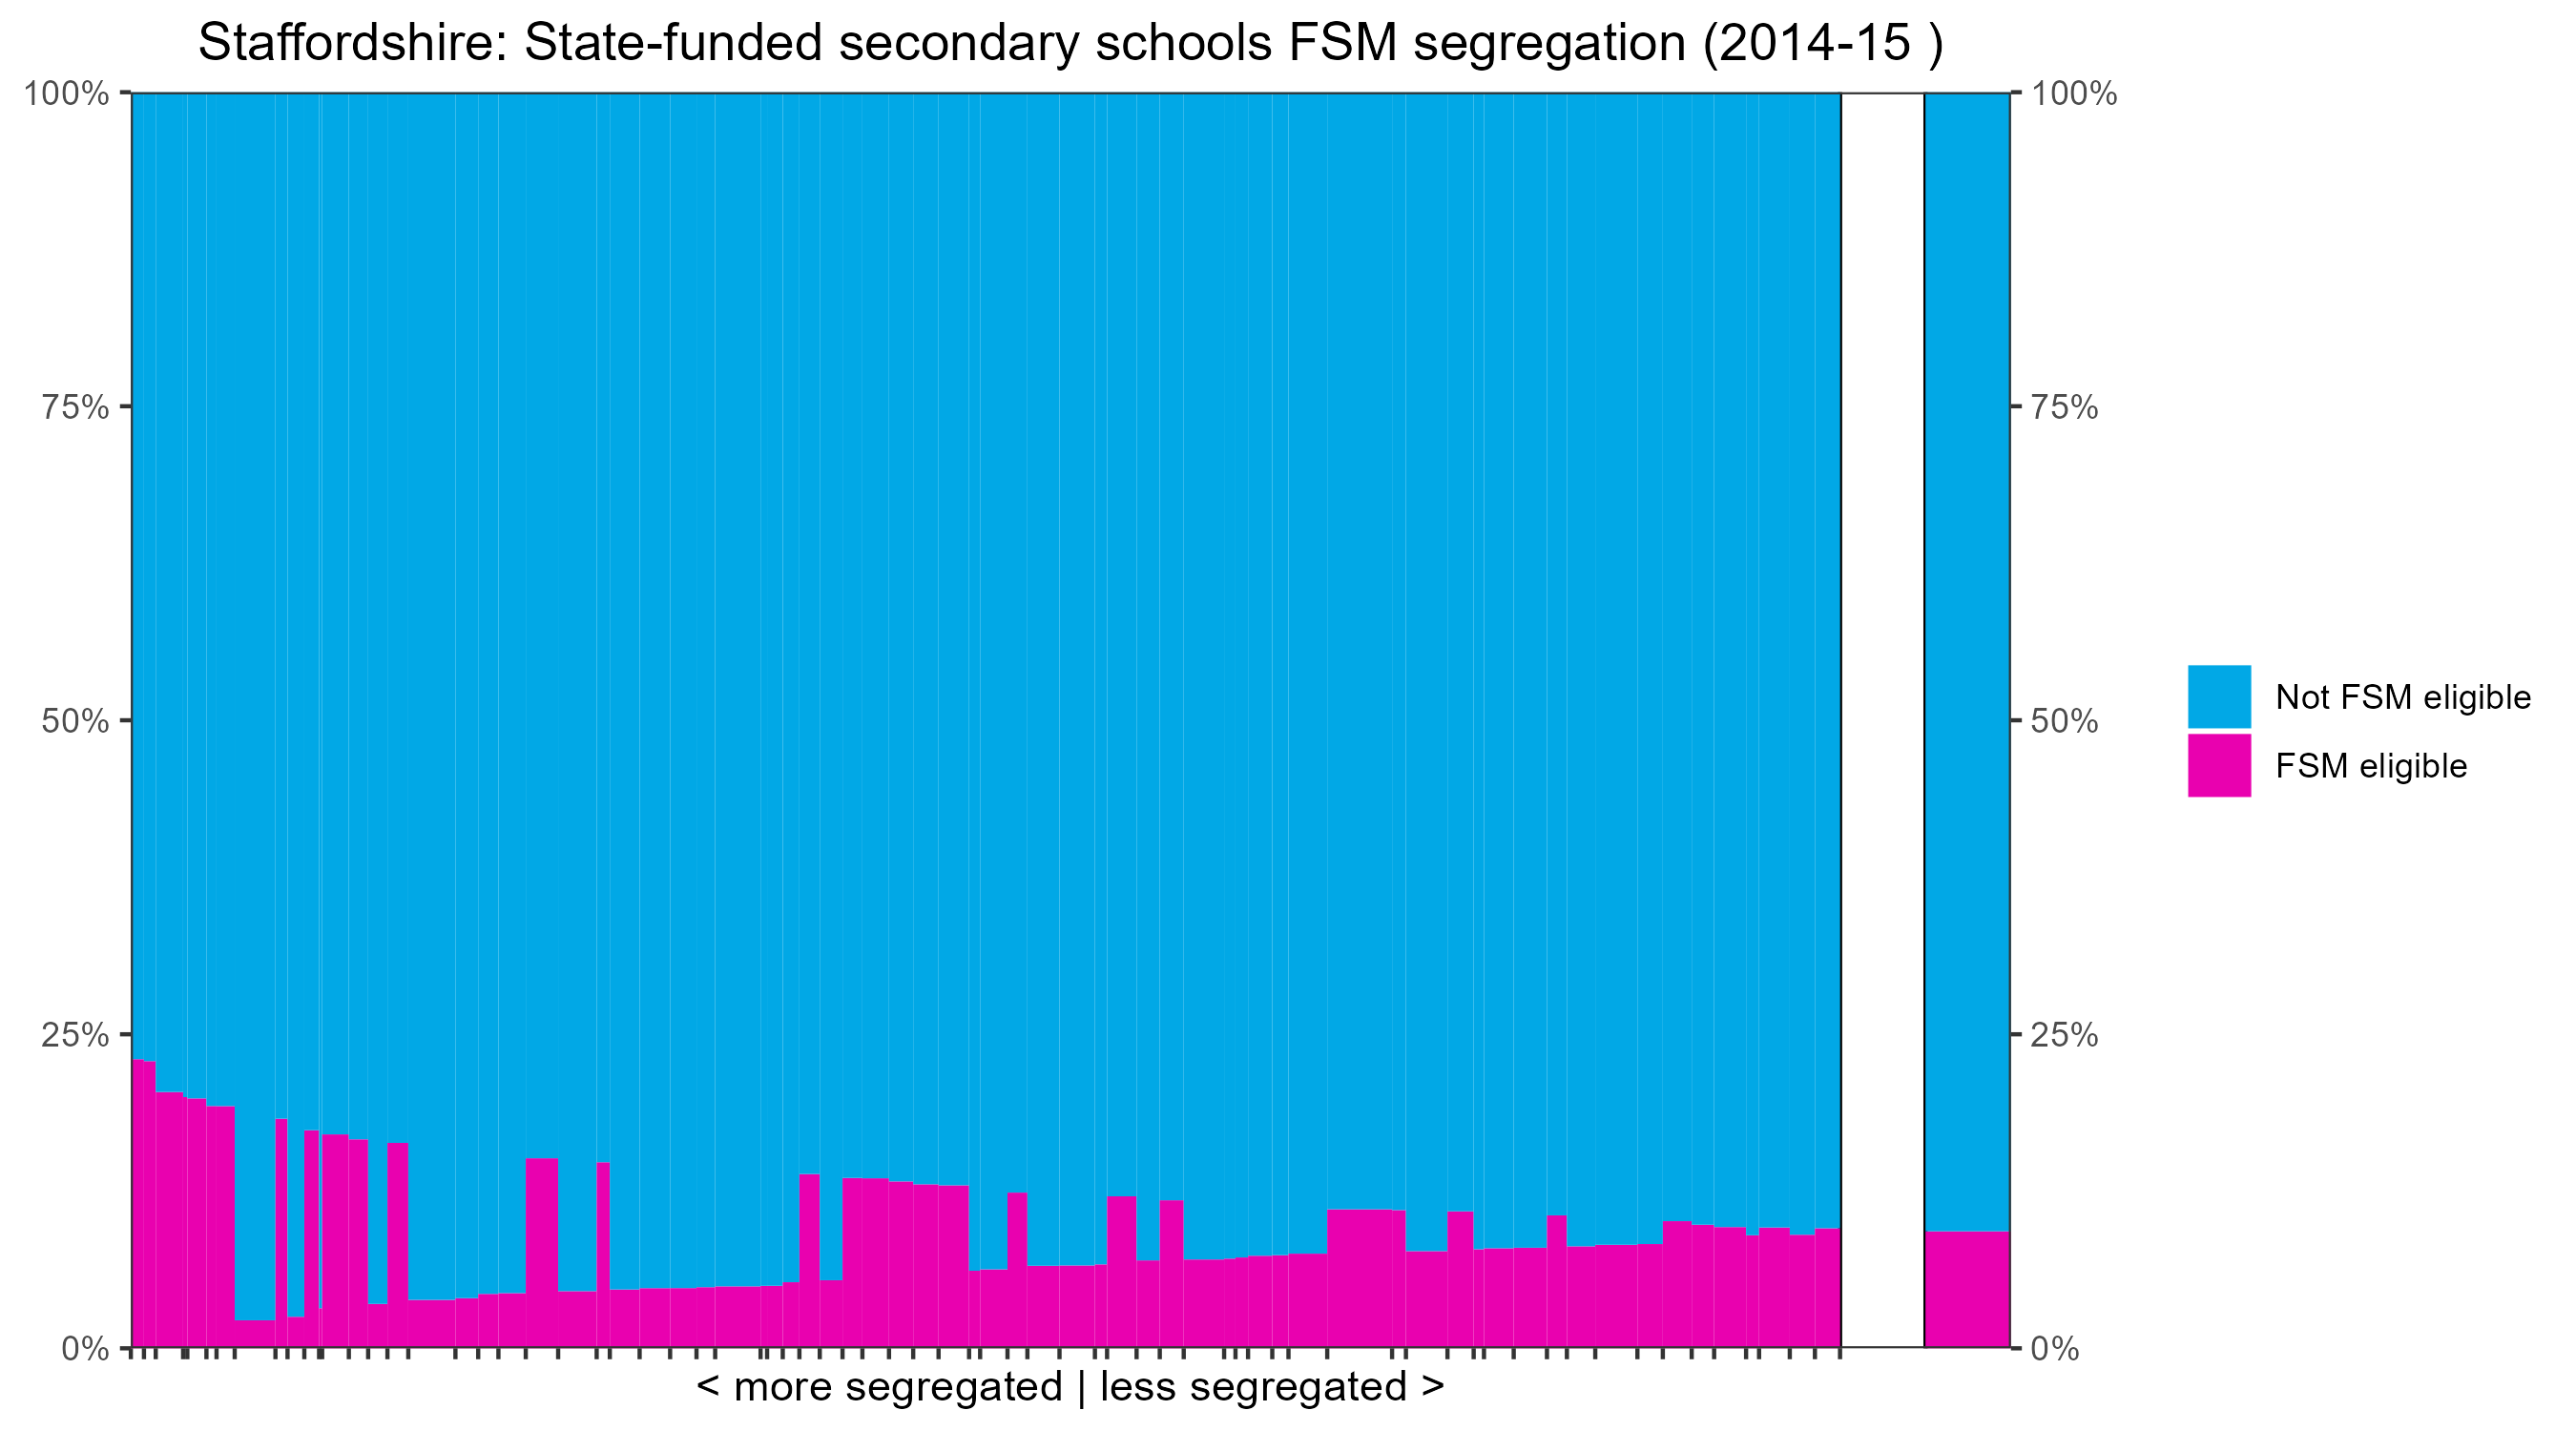 Staffordshire: State-funded secondary schools FSM segregation (2014-15 )
100%
75%
50%
25%
0%
100%
75%
50%
25%
0%
Not FSM eligible
FSM eligible
< more segregated | less segregated >